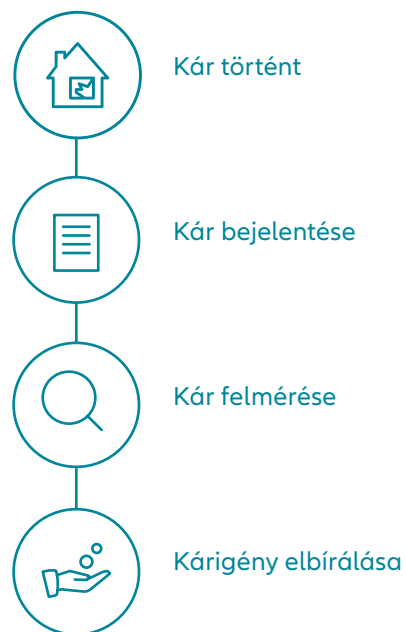 Kár történt
Kár bejelentése
Kár felmérése
Kárigény elbírálása